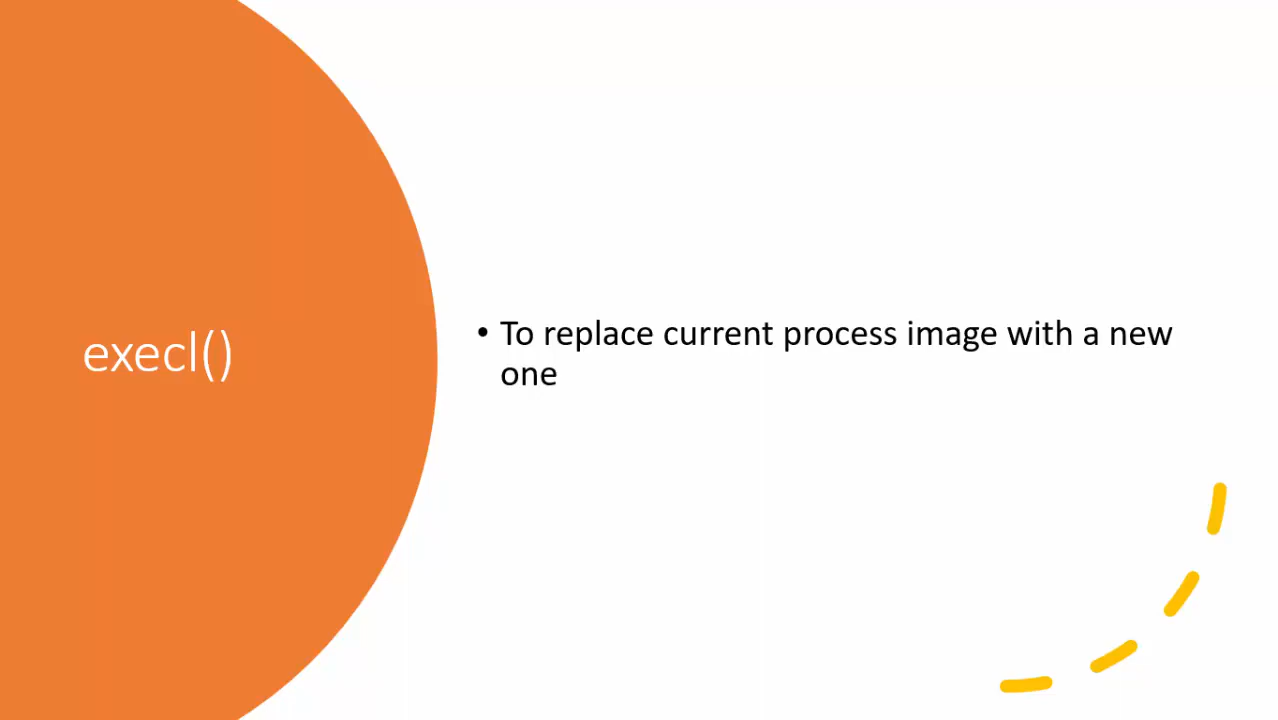 execl()
• To replace current process image with a new
one